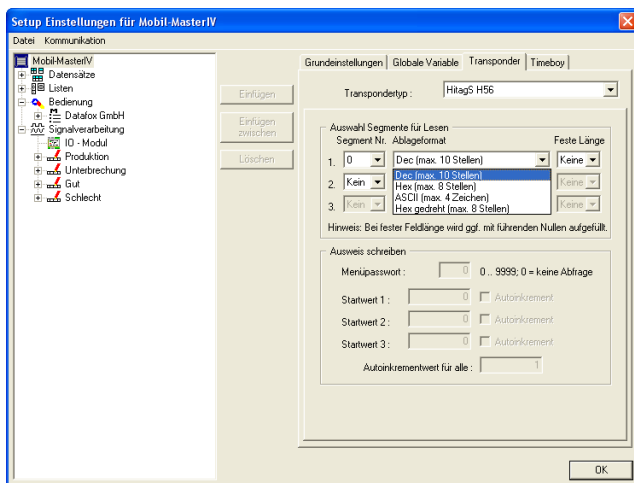 Setup Einstellungen für Mobil-MasterIV
Datei Kommunikation
Mobil-MasterIV
Datensätze
Listen
Bedienung
Datafox GmbH
Signalverarbeitung
IO - Modul
Produktion
Unterbrechung
Gut
Schlecht
Einfügen
Einfügen
zwischen
Löschen
Grundeinstellungen Globale Variable Transponder Timeboy
Transpondertyp : HitagS H56
Auswahl Segmente für Lesen
Segment Nr. Ablageformat Feste Länge
1. 0 Dec (max. 10 Stellen) Keine
Dec (max. 10 Stellen)
2. Kein Hex (max. 8 Stellen) Keine
ASCII (max. 4 Zeichen)
3. Kein Hex gedreht (max. 8 Stellen) Keine
Hinweis: Bei fester Feldlänge wird ggf. mit führenden Nullen aufgefüllt.
Ausweis schreiben
Menüpasswort : 0 0 .. 9999; 0 = keine Abfrage
Startwert 1 : 0 Autoinkrement
Startwert 2 : 0 Autoinkrement
Startwert 3 : 0 Autoinkrement
Autoinkrementwert für alle : 1
OK